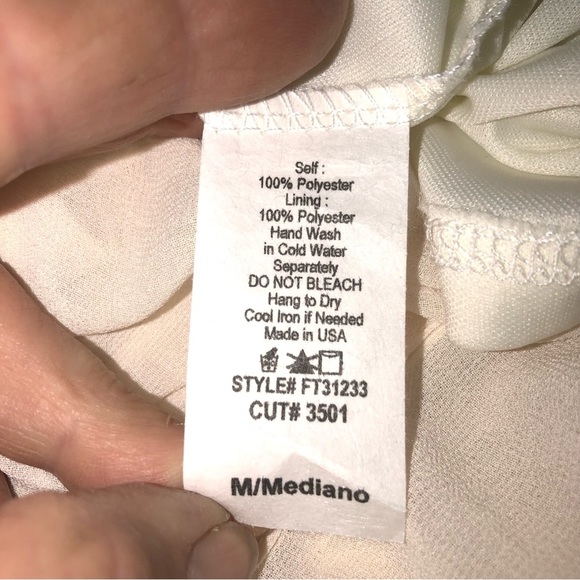 Self :
100% Polyester
Lining :
100% Polyester
Hand Wash
in Cold Water
Separately
DO NOT BLEACH
Hang to Dry
Cool Iron if Needed
Made in USA
STYLE# FT31233
CUT# 3501
M/Mediano